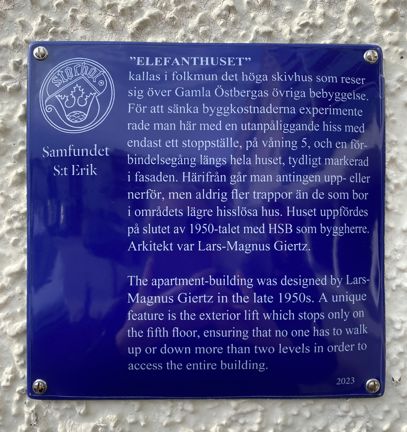 "ELEFANTHUSET"
kallas i folkmun det höga skivhus som reser
sig över Gamla Östbergas övriga bebyggelse.
För att sänka byggkostnaderna experimente
rade man här med en utanpåliggande hiss med
endast ett stoppställe, på våning 5, och en för-
bindelsegång längs hela huset, tydligt markerad
i fasaden. Härifrån går man antingen upp- eller
nerför, men aldrig fler trappor än de som bor
i områdets lägre hisslösa hus. Huset uppfördes
på slutet av 1950-talet med HSB som byggherre.
Arkitekt var Lars-Magnus Giertz.
Samfundet
S:t Erik
The apartment-building was designed by Lars-
Magnus Giertz in the late 1950s. A unique
feature is the exterior lift which stops only on
the fifth floor, ensuring that no one has to walk
up or down more than two levels in order to
access the entire building.
2023